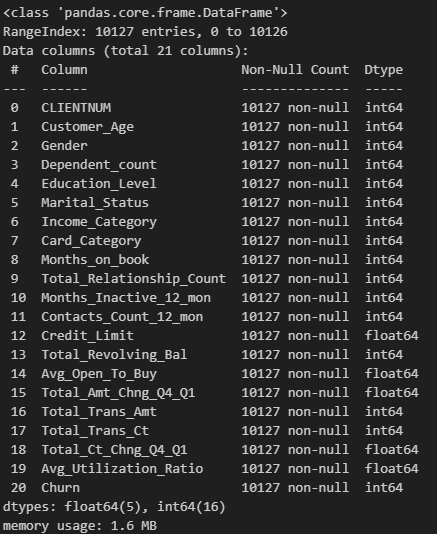 <class 'pandas.core.frame.DataFrame'>
RangeIndex: 10127 entries, 0 to 10126
Data columns (total 21 columns):
 #   Column                    Non-Null Count  Dtype
---  ------                    --------------  -----
 0   CLIENTNUM                 10127 non-null  int64
 1   Customer_Age              10127 non-null  int64
 2   Gender                    10127 non-null  int64
 3   Dependent_count           10127 non-null  int64
 4   Education_Level           10127 non-null  int64
 5   Marital_Status            10127 non-null  int64
 6   Income_Category           10127 non-null  int64
 7   Card_Category             10127 non-null  int64
 8   Months_on_book            10127 non-null  int64
 9   Total_Relationship_Count  10127 non-null  int64
 10  Months_Inactive_12_mon    10127 non-null  int64
 11  Contacts_Count_12_mon     10127 non-null  int64
 12  Credit_Limit              10127 non-null  float64
 13  Total_Revolving_Bal       10127 non-null  int64
 14  Avg_Open_To_Buy           10127 non-null  float64
 15  Total_Amt_Chng_Q4_Q1      10127 non-null  float64
 16  Total_Trans_Amt           10127 non-null  int64
 17  Total_Trans_Ct            10127 non-null  int64
 18  Total_Ct_Chng_Q4_Q1       10127 non-null  float64
 19  Avg_Utilization_Ratio     10127 non-null  float64
 20  Churn                     10127 non-null  int64
dtypes: float64(5), int64(16)
memory usage: 1.6 MB